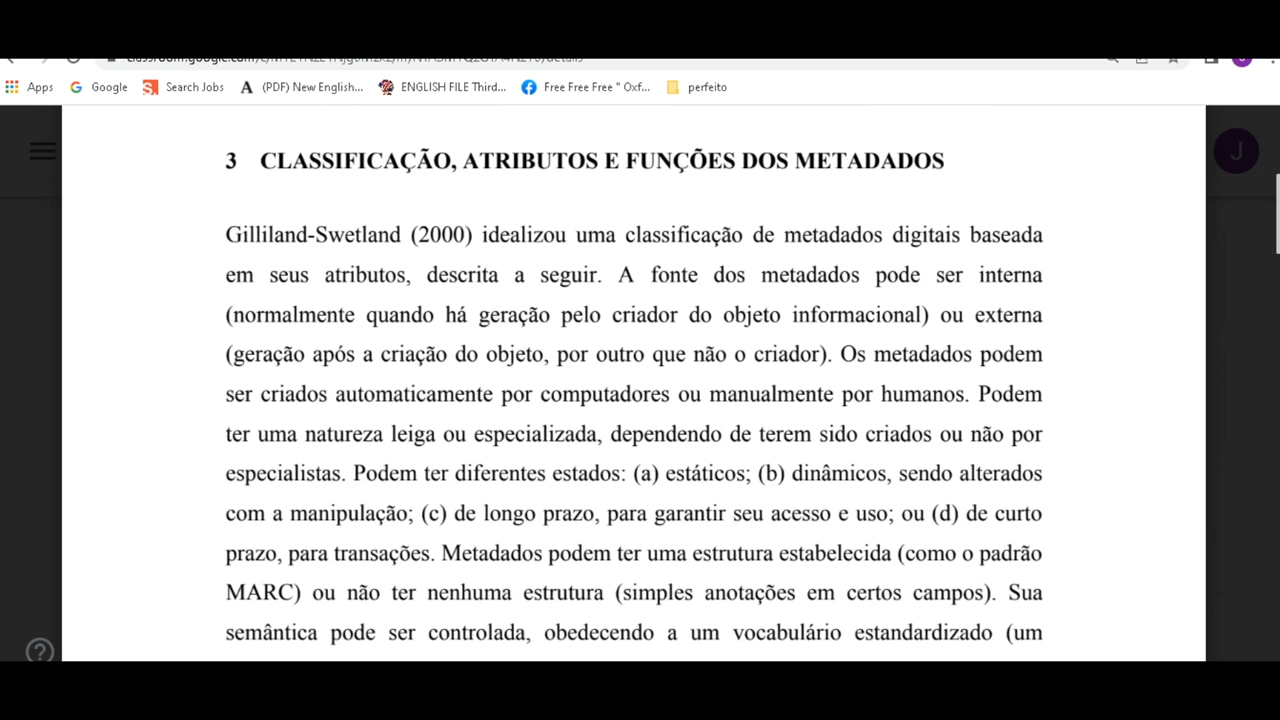 Apps Google Search Jobs (PDF) New English... ENGLISH FILE Third... Free Free Free " Oxf... perfeito
J
3 CLASSIFICAÇÃO, ATRIBUTOS E FUNÇÕES DOS METADADOS
Gilliland-Swetland (2000) idealizou uma classificação de metadados digitais baseada
em seus atributos, descrita a seguir. A fonte dos metadados pode ser interna
(normalmente quando há geração pelo criador do objeto informacional) ou externa
(geração após a criação do objeto, por outro que não o criador). Os metadados podem
ser criados automaticamente por computadores ou manualmente por humanos. Podem
ter uma natureza leiga ou especializada, dependendo de terem sido criados ou não por
especialistas. Podem ter diferentes estados: (a) estáticos; (b) dinâmicos, sendo alterados
com a manipulação; (c) de longo prazo, para garantir seu acesso e uso; ou (d) de curto
prazo, para transações. Metadados podem ter uma estrutura estabelecida (como o padrão
MARC) ou não ter nenhuma estrutura (simples anotações em certos campos). Sua
semântica pode ser controlada, obedecendo a um vocabulário estandardizado (um